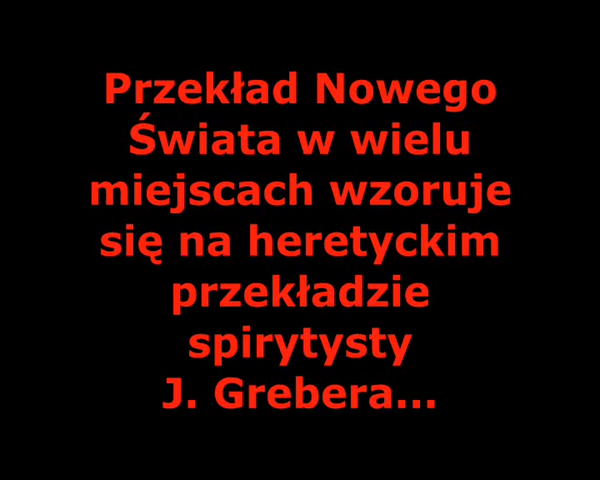 Przekład Nowego
Świata w wielu
miejscach wzoruje
się na heretyckim
przekładzie
spirytysty
J. Grebera...